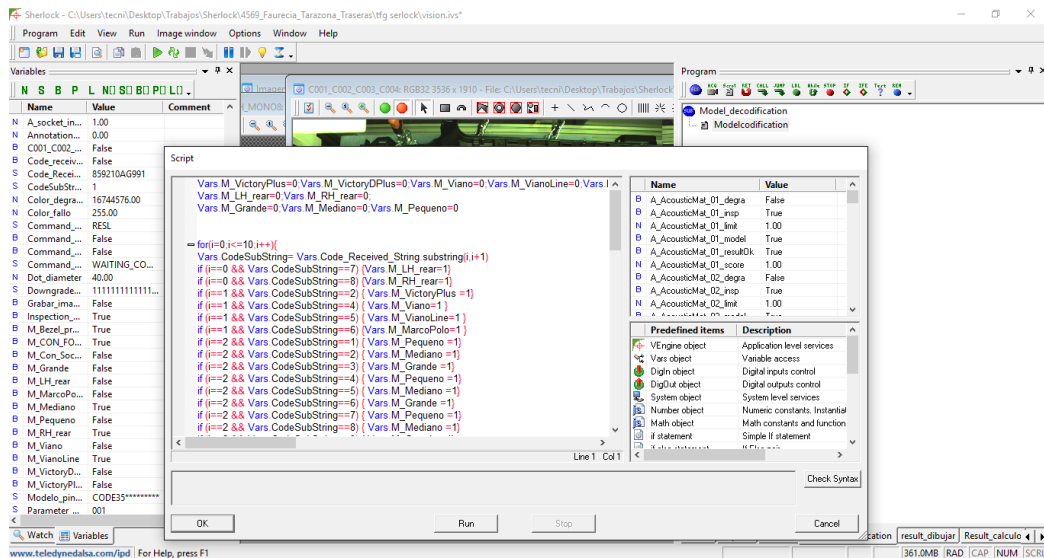 Sherlock - C:\Users\tecni\Desktop\Trabajos\Sherlock\4569_Faurecia_Tarazona_Traseras\tfg serlock\vision.ivs*
Program Edit View Run Image window Options Window Help
Variables
N S B P L
Name Value Comment
N A_socket_in... 1.00
N Annotation... 0.00
B C001_C002_... False
B Code_receiv... False
S Code_Recei... 859210AG991
S CodeSubStr... 1
N Color_degra... 16744576.00
N Color_fallo 255.00
S Command_... RESL
B Command_... False
B Command_... False
S Command_... WAITING_CO...
N Dot_diameter 40.00
S Downgrade... 1111111111111...
B Grabar_ima... False
B Inspection_... True
B M_Bezel_pr... True
B M_CON_FO... True
B M_Con_Soc... False
B M_Grande False
B M_LH_rear False
B M_MarcoPo... False
B M_Mediano True
B M_Pequeno False
B M_RH_rear True
B M_Viano False
B M_VianoLine True
B M_VictoryD... False
B M_VictoryPl... False
S Modelo_pin... CODE35*********
S Parameter_... 001
Watch Variables
www.teledynedalsa.com/ipd For Help, press F1
C001_C002_C003_C004: RGB32 3536 x 1910 - File: C:\Users\tecni\Desktop\Trabajos\Sherlock
Program
Model_decodification
Modelcodification
Script
Vars.M_VictoryPlus=0;Vars.M_VictoryDPlus=0;Vars.M_Viano=0;Vars.M_VianoLine=0;Vars.
Vars.M_LH_rear=0;Vars.M_RH_rear=0;
Vars.M_Grande=0;Vars.M_Mediano=0;Vars.M_Pequeno=0
for(i=0;i<=10;i++){
Vars.CodeSubString= Vars.Code_Received_String.substring(i,i+1)
if (i==0 && Vars.CodeSubString==7) {Vars.M_LH_rear=1}
if (i==0 && Vars.CodeSubString==8) {Vars.M_RH_rear=1}
if (i==1 && Vars.CodeSubString==2) { Vars.M_VictoryPlus =1}
if (i==1 && Vars.CodeSubString==4) { Vars.M_Viano=1 }
if (i==1 && Vars.CodeSubString==5) { Vars.M_VianoLine=1 }
if (i==1 && Vars.CodeSubString==6) {Vars.M_MarcoPolo=1 }
if (i==2 && Vars.CodeSubString==1) { Vars.M_Pequeno =1}
if (i==2 && Vars.CodeSubString==2) { Vars.M_Mediano =1}
if (i==2 && Vars.CodeSubString==3) { Vars.M_Grande =1}
if (i==2 && Vars.CodeSubString==4) { Vars.M_Pequeno =1}
if (i==2 && Vars.CodeSubString==5) { Vars.M_Mediano =1}
if (i==2 && Vars.CodeSubString==6) { Vars.M_Grande =1}
if (i==2 && Vars.CodeSubString==7) { Vars.M_Pequeno =1}
if (i==2 && Vars.CodeSubString==8) { Vars.M_Mediano =1}
Line 1 Col 1
Name Value
B A_AcousticMat_01_degra False
B A_AcousticMat_01_insp True
N A_AcousticMat_01_limit 1.00
B A_AcousticMat_01_model True
B A_AcousticMat_01_resultOk True
N A_AcousticMat_01_score 1.00
B A_AcousticMat_02_degra False
B A_AcousticMat_02_insp True
N A_AcousticMat_02_limit 1.00
B A_AcousticMat_02_model True
Predefined items Description
VEngine object Application level services
Vars object Variable access
DigIn object Digital inputs control
DigOut object Digital outputs control
System object System level services
Number object Numeric constants. Instantial
Math object Math constants and function
if statement Simple If statement
Check Syntax
OK Run Stop Cancel
result_dibujar Result_calculo
361.0MB RAD CAP NUM SCR